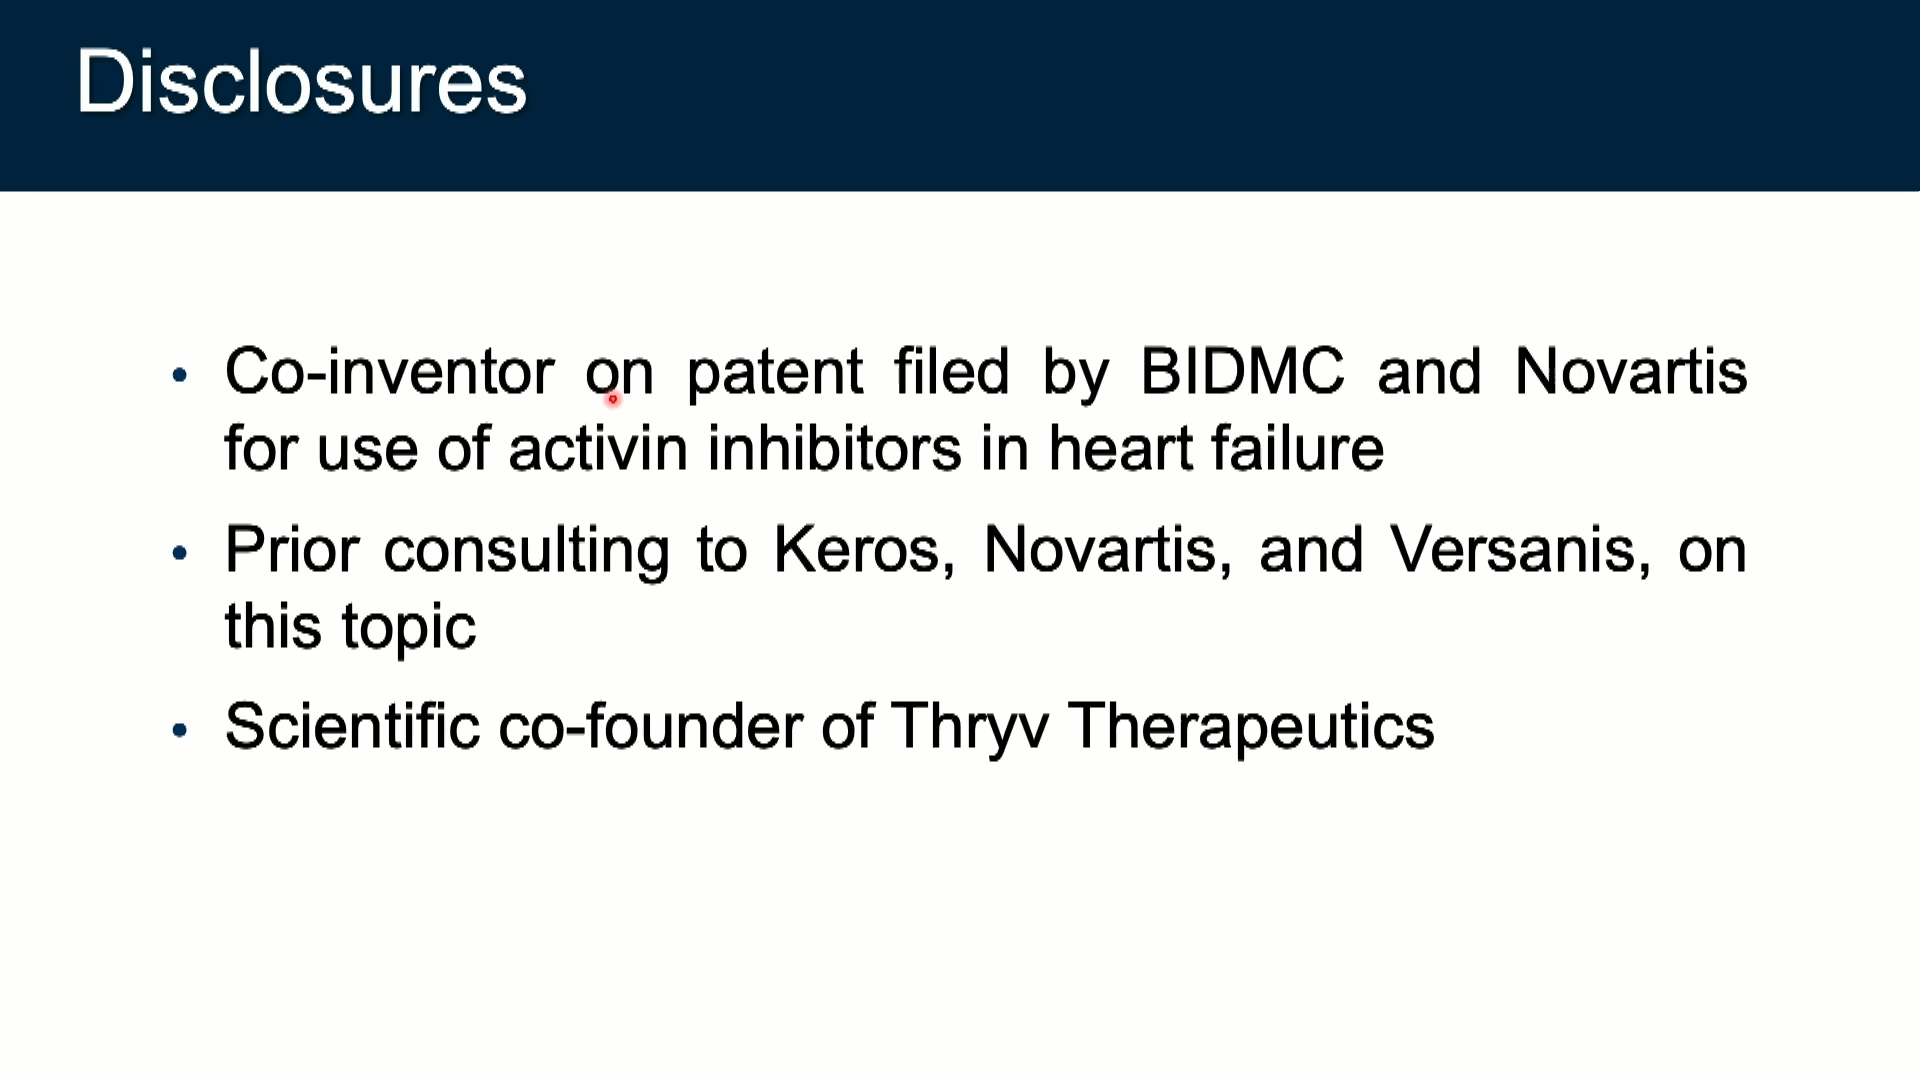 Disclosures
• Co-inventor on patent filed by BIDMC and Novartis
for use of activin inhibitors in heart failure
• Prior consulting to Keros, Novartis, and Versanis, on
this topic
• Scientific co-founder of Thryv Therapeutics